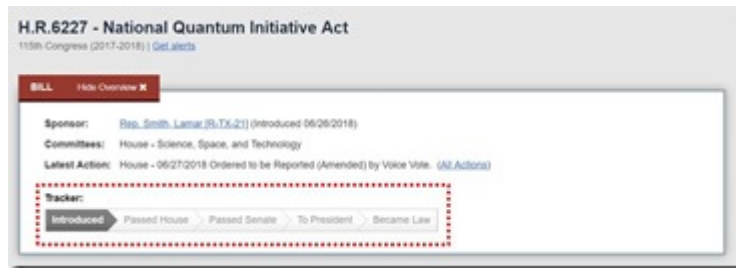 H.R.6227 - National Quantum Initiative Act
115th Congress (2017-2018) | Get alerts
BILL Hide Overview ✖
Sponsor: Rep. Smith, Lamar [R-TX-21] (Introduced 06/26/2018)
Committees: House - Science, Space, and Technology
Latest Action: House - 06/27/2018 Ordered to be Reported (Amended) by Voice Vote. (All Actions)
Tracker:
Introduced Passed House Passed Senate To President Became Law